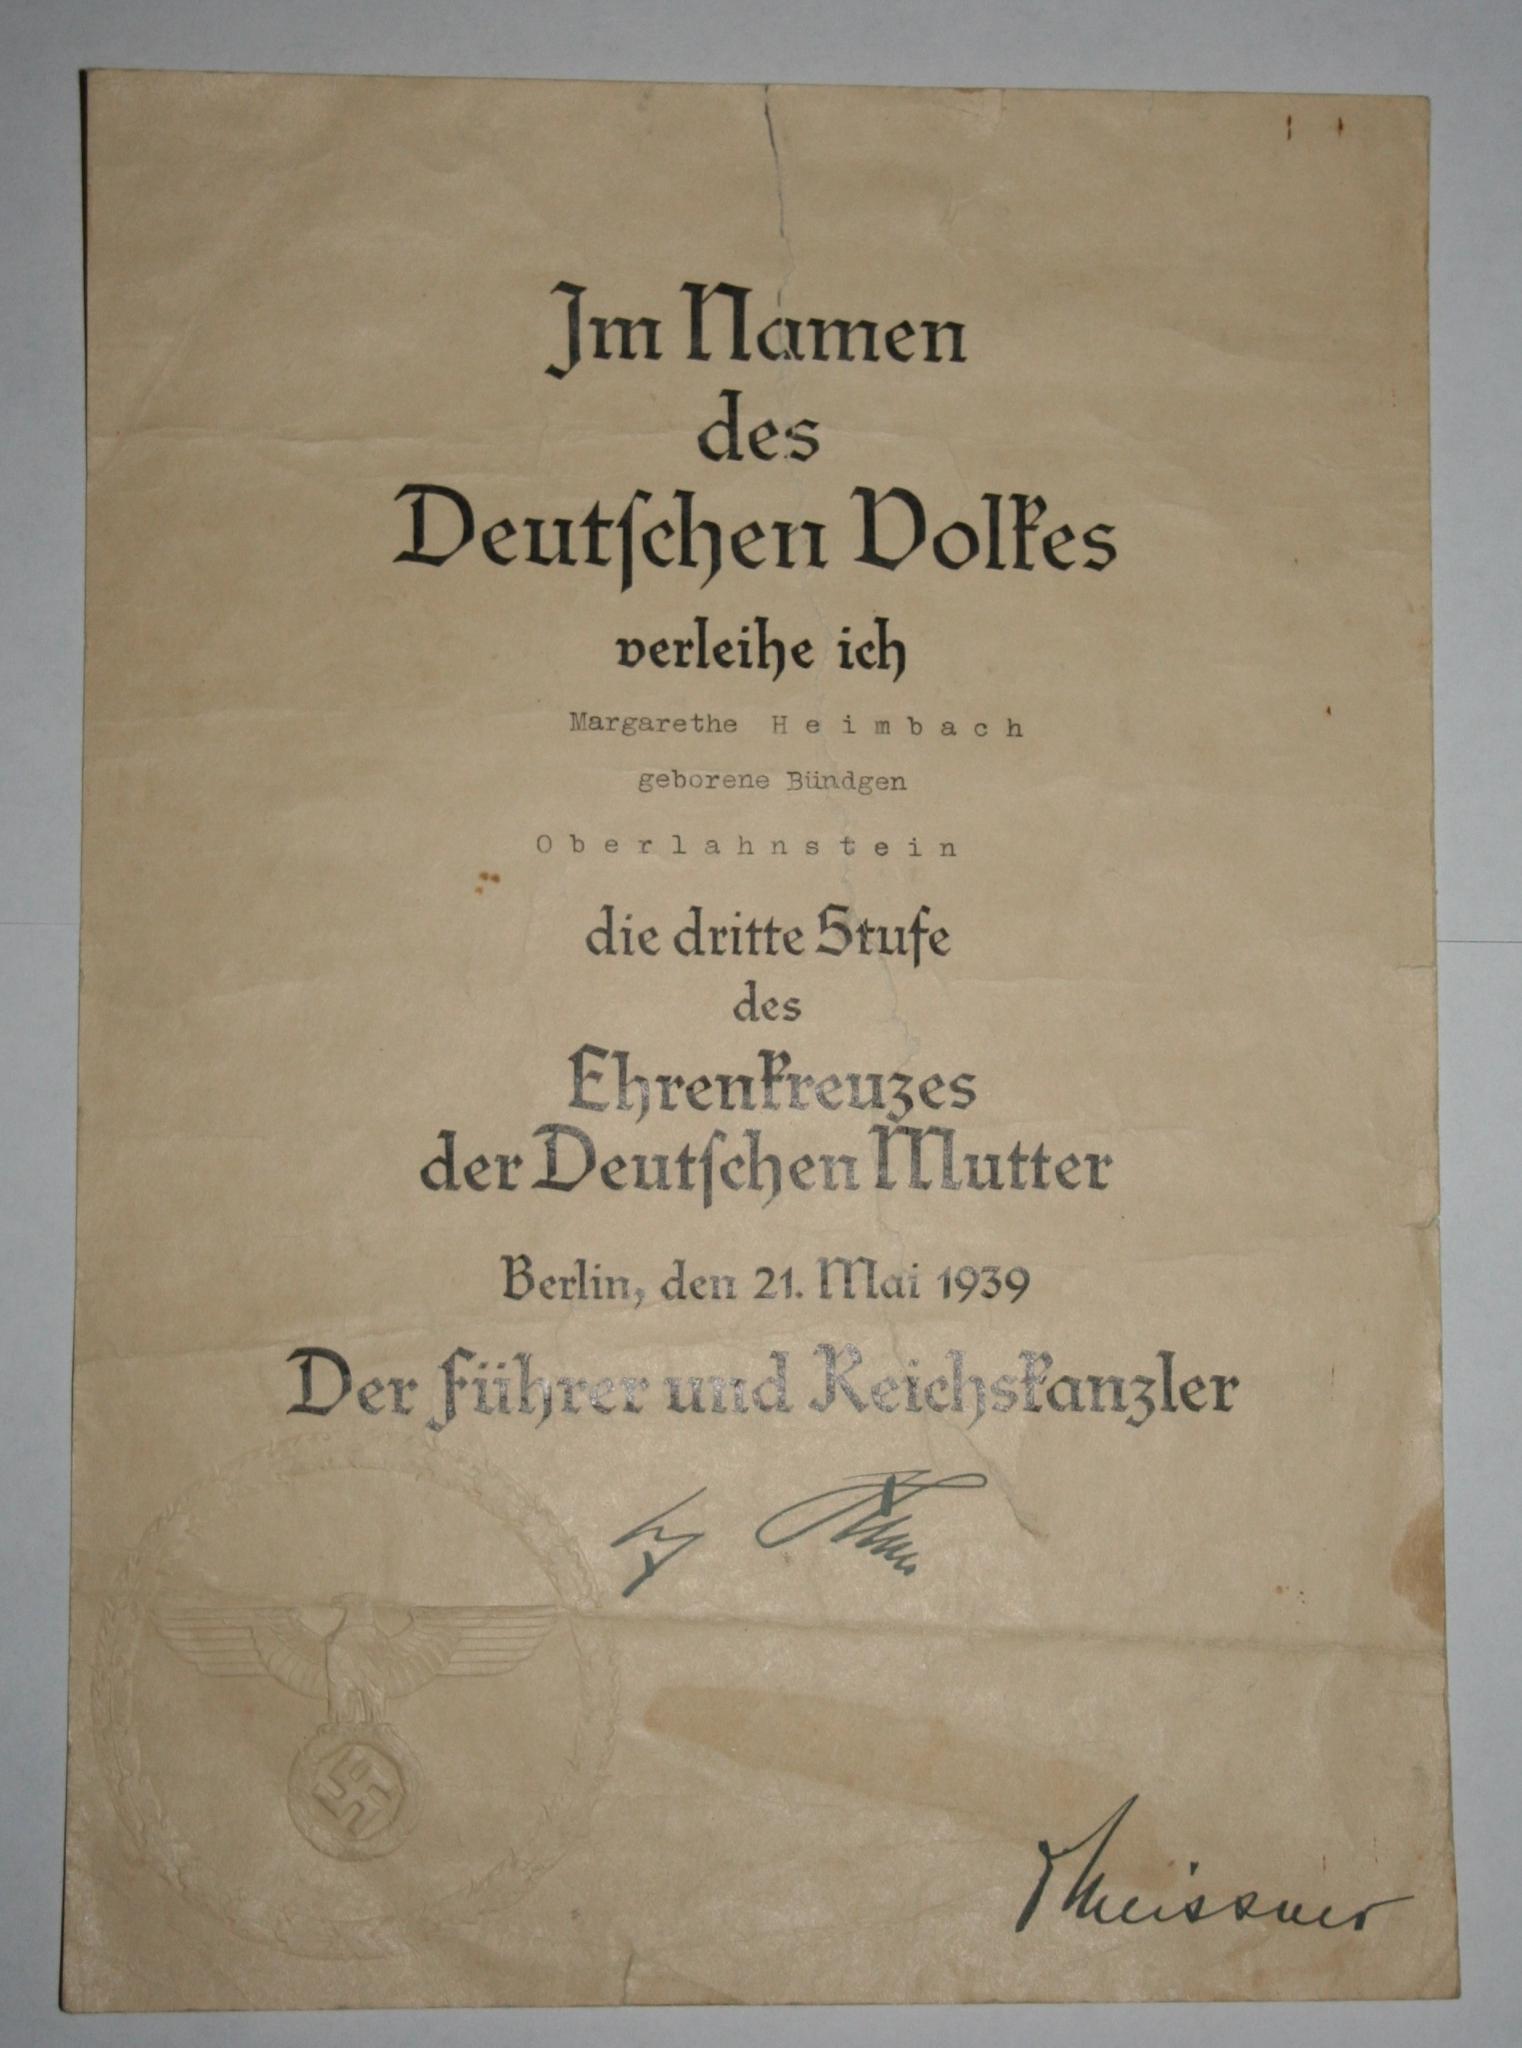 Im Namen
des
Deutschen Volkes
verleihe ich
Margarethe Heimbach
geborene Bündgen
Oberlahnstein
die dritte Stufe
des
Ehrenkreuzes
der Deutschen Mutter
Berlin, den 21. Mai 1939
Der Führer und Reichskanzler
Meissner